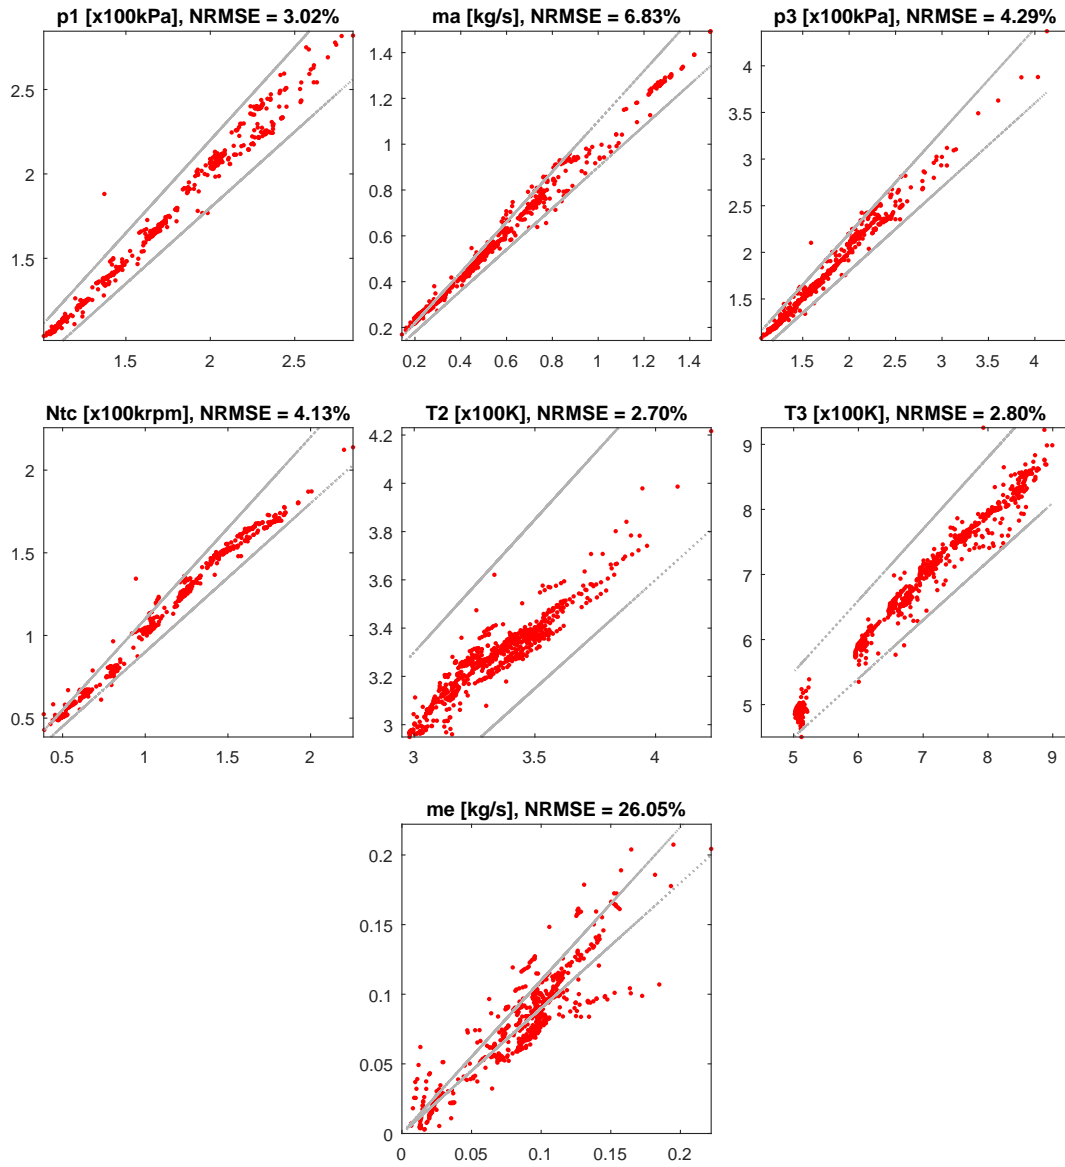 p1 [x100kPa], NRMSE = 3.02%
2.5
2
1.5
1.5 2 2.5
ma [kg/s], NRMSE = 6.83%
1.4
1.2
1
0.8
0.6
0.4
0.2
0.2 0.4 0.6 0.8 1 1.2 1.4
p3 [x100kPa], NRMSE = 4.29%
4
3.5
3
2.5
2
1.5
1.5 2 2.5 3 3.5 4
Ntc [x100krpm], NRMSE = 4.13%
2
1.5
1
0.5
0.5 1 1.5 2
T2 [x100K], NRMSE = 2.70%
4.2
4
3.8
3.6
3.4
3.2
3
3 3.5 4
T3 [x100K], NRMSE = 2.80%
9
8
7
6
5
5 6 7 8 9
me [kg/s], NRMSE = 26.05%
0.2
0.15
0.1
0.05
0
0 0.05 0.1 0.15 0.2